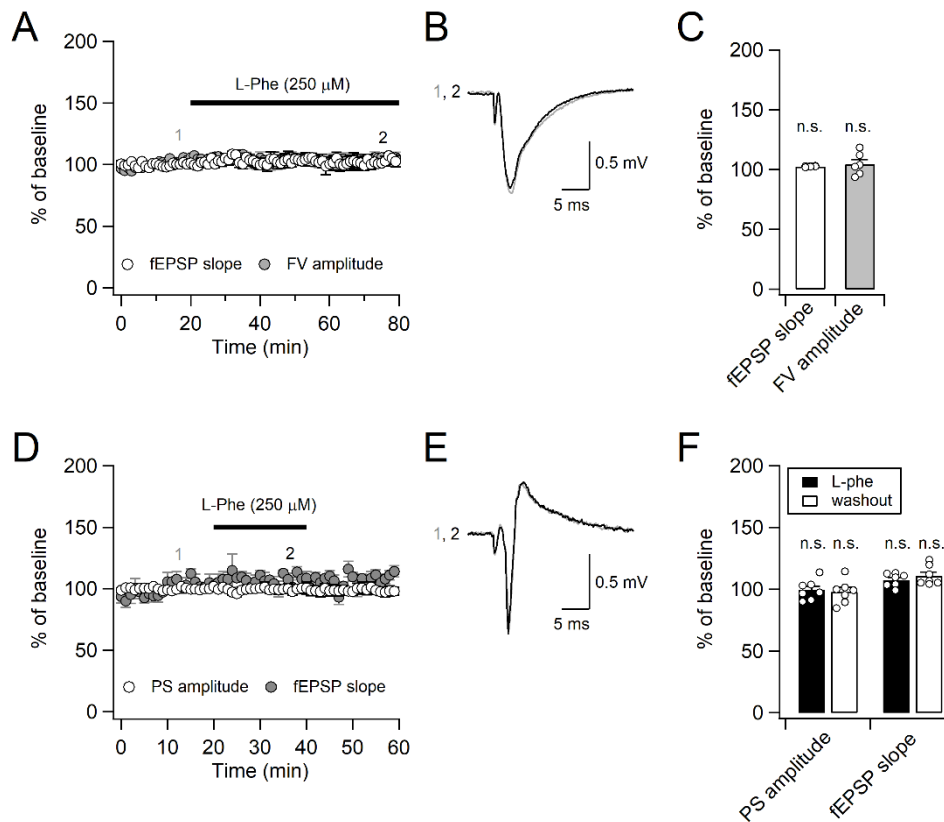 A
200
150
100
50
0
% of baseline
L-Phe (250 μM)
1
2
fEPSP slope
FV amplitude
0
20
40
60
80
Time (min)
B
1, 2
0.5 mV
5 ms
C
200
150
100
50
0
% of baseline
n.s.
n.s.
fEPSP slope
FV amplitude
D
200
150
100
50
0
% of baseline
L-Phe (250 μM)
1
2
PS amplitude
fEPSP slope
0
10
20
30
40
50
60
Time (min)
E
1, 2
0.5 mV
5 ms
F
200
150
100
50
0
% of baseline
L-phe
washout
n.s.
n.s.
n.s.
n.s.
PS amplitude
fEPSP slope